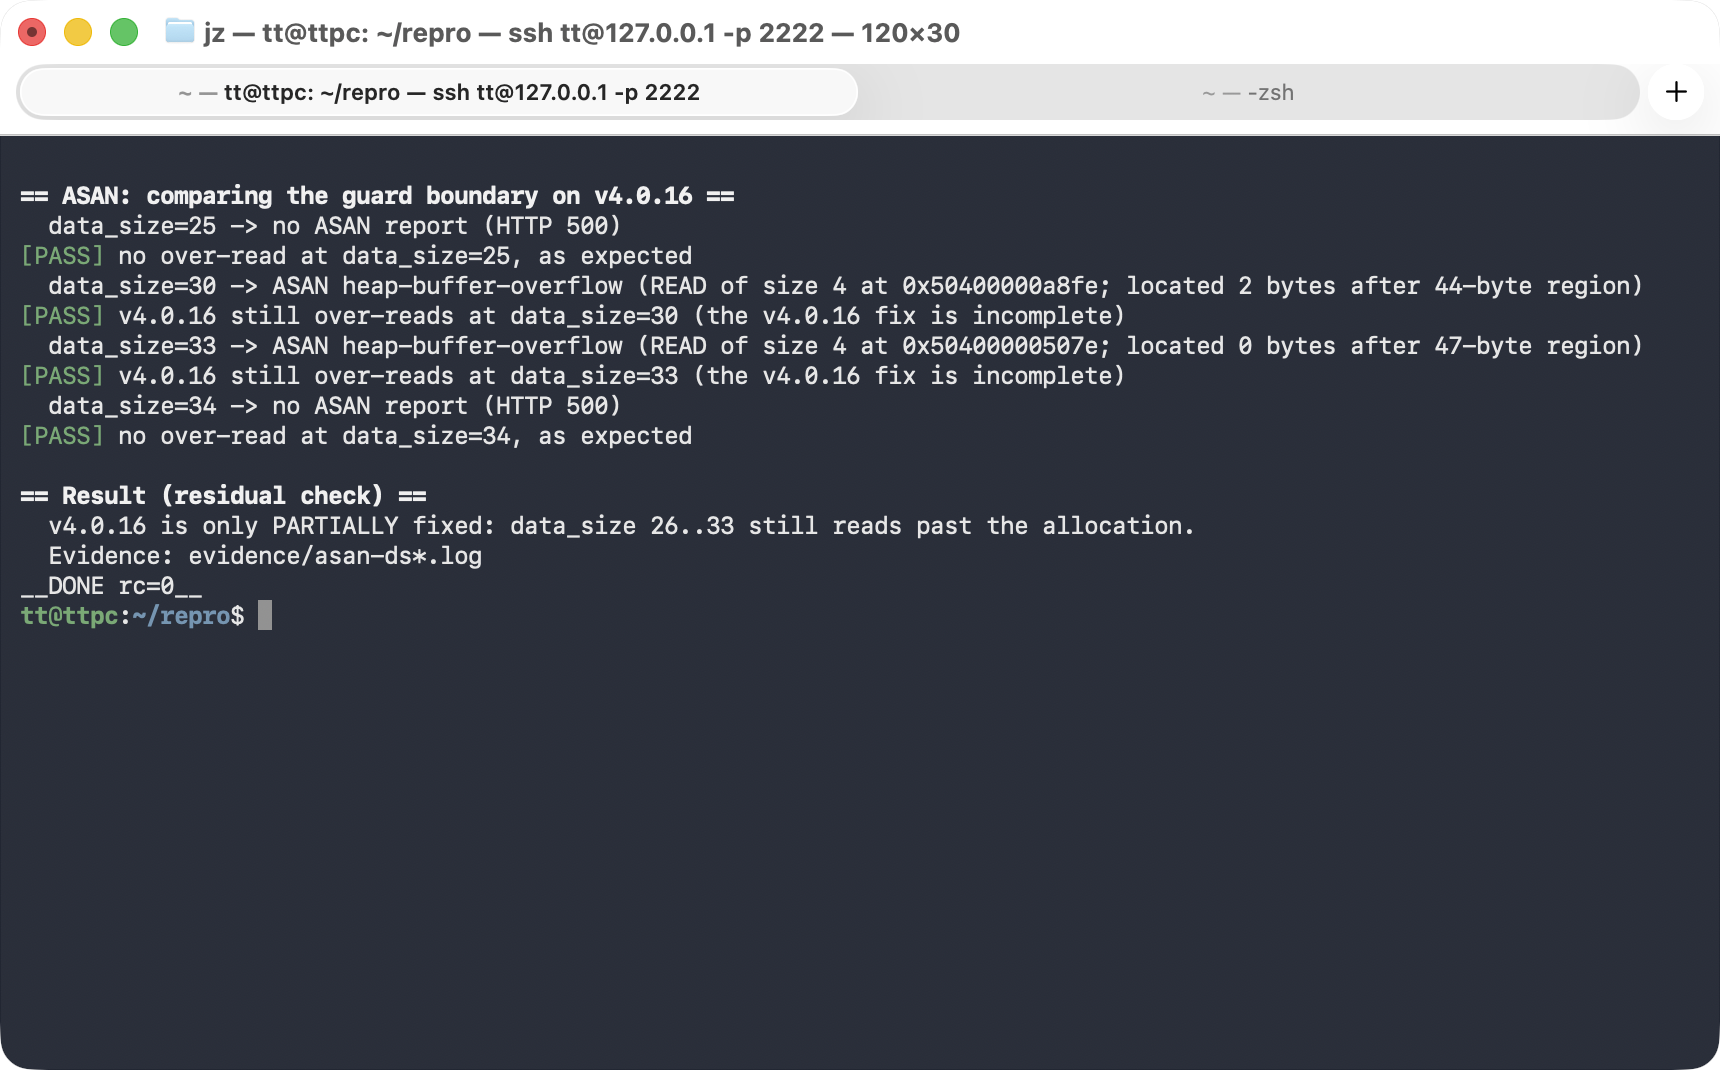 jz — tt@ttpc: ~/repro — ssh tt@127.0.0.1 -p 2222 — 120×30
~ — tt@ttpc: ~/repro — ssh tt@127.0.0.1 -p 2222
~ — -zsh
+
== ASAN: comparing the guard boundary on v4.0.16 ==
data_size=25 -> no ASAN report (HTTP 500)
[PASS] no over-read at data_size=25, as expected
data_size=30 -> ASAN heap-buffer-overflow (READ of size 4 at 0x50400000a8fe; located 2 bytes after 44-byte region)
[PASS] v4.0.16 still over-reads at data_size=30 (the v4.0.16 fix is incomplete)
data_size=33 -> ASAN heap-buffer-overflow (READ of size 4 at 0x50400000507e; located 0 bytes after 47-byte region)
[PASS] v4.0.16 still over-reads at data_size=33 (the v4.0.16 fix is incomplete)
data_size=34 -> no ASAN report (HTTP 500)
[PASS] no over-read at data_size=34, as expected
== Result (residual check) ==
v4.0.16 is only PARTIALLY fixed: data_size 26..33 still reads past the allocation.
Evidence: evidence/asan-ds*.log
__DONE rc=0__
tt@ttpc:~/repro$